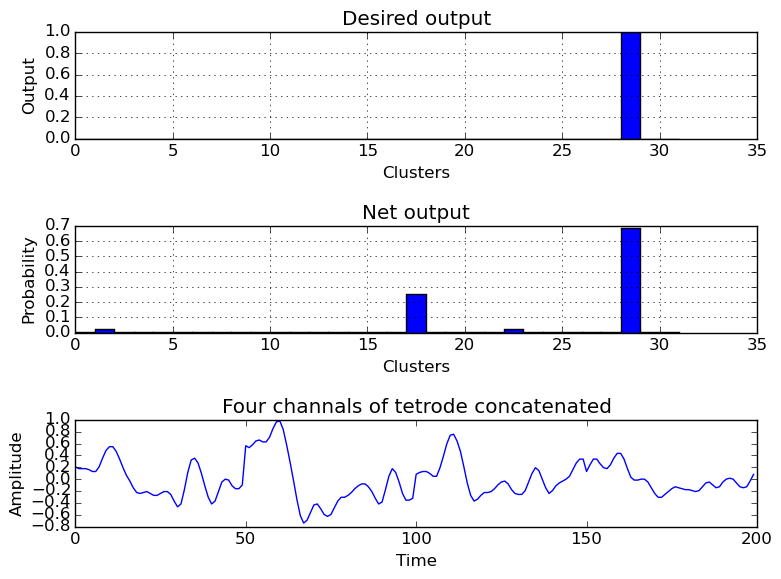 Desired output
1.0
0.8
0.6
0.4
0.2
0.0
Output
0 5 10 15 20 25 30 35
Clusters
Net output
0.7
0.6
0.5
0.4
0.3
0.2
0.1
0.0
Probability
0 5 10 15 20 25 30 35
Clusters
Four channels of tetrode concatenated
1.0
0.8
0.6
0.4
0.2
0.0
−0.2
−0.4
−0.6
−0.8
Amplitude
0 50 100 150 200
Time